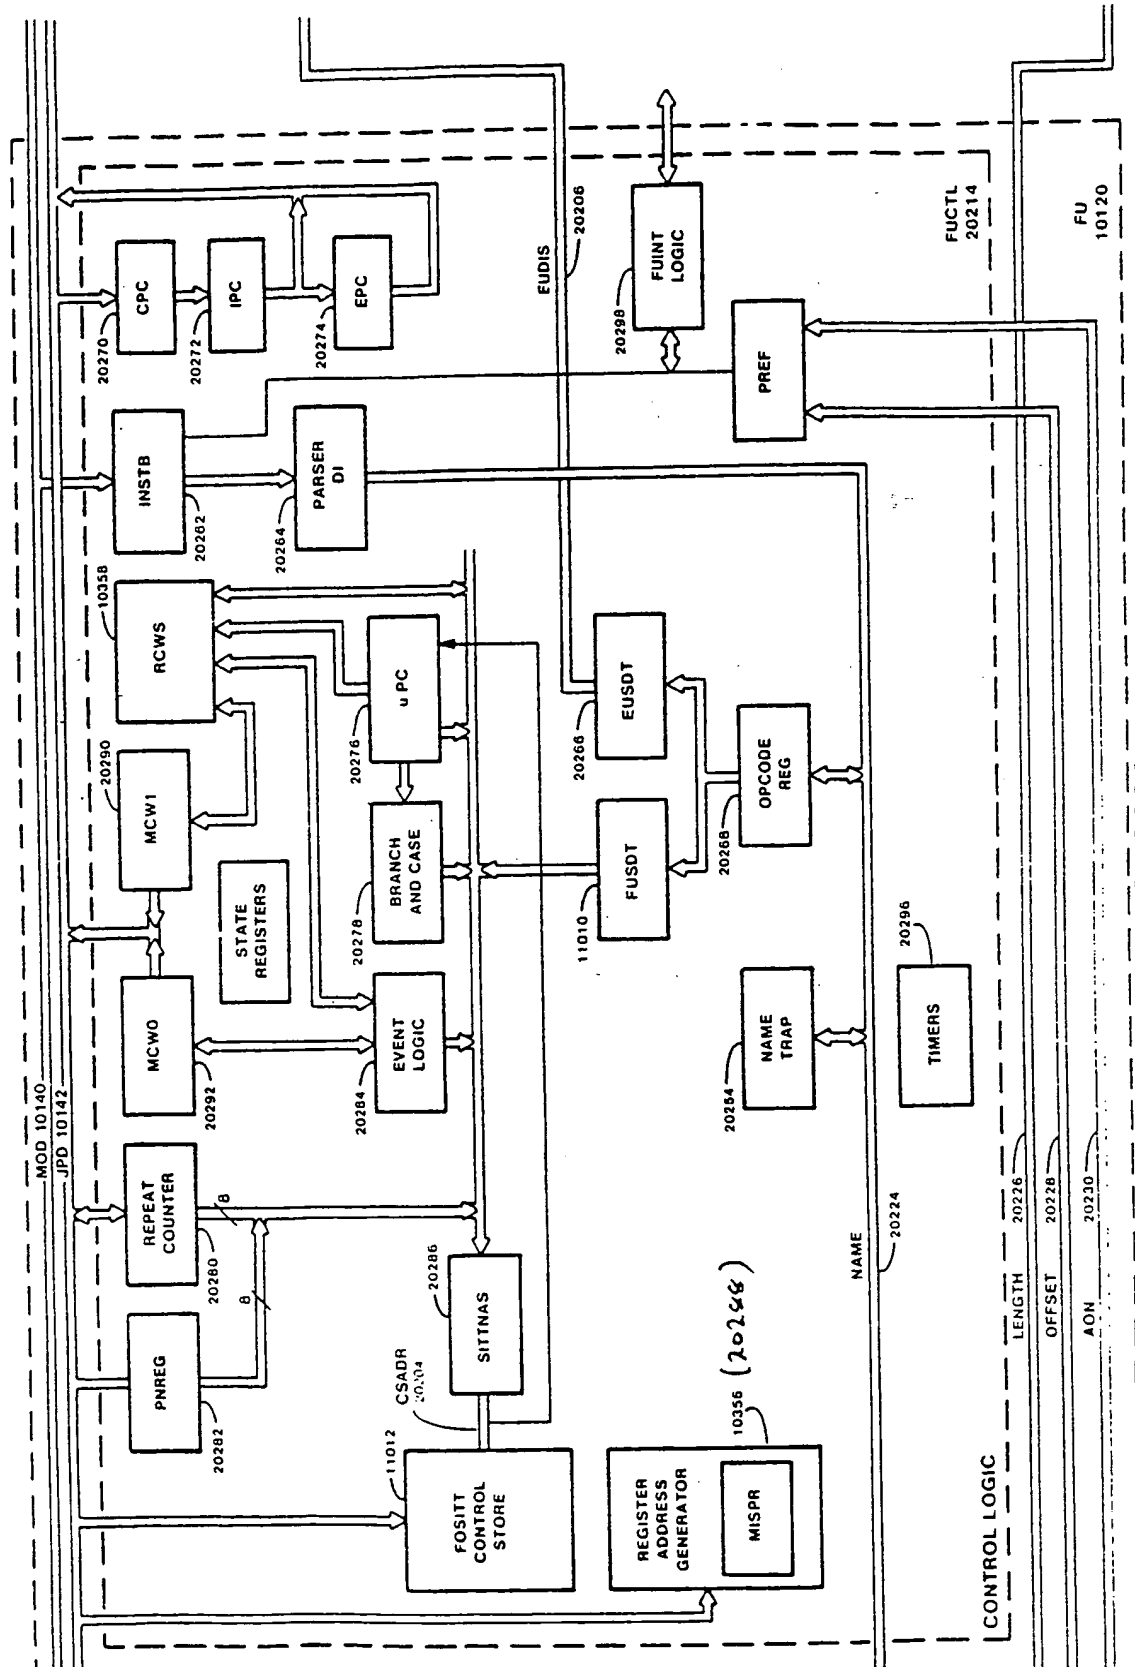 MOD 10140
JPD 10142
PNREG
20282
8
REPEAT
COUNTER
20280
8
MCW0
20292
MCW1
20290
STATE
REGISTERS
RCWS
10358
INSTB
20262
CPC
20270
IPC
20272
EPC
20274
PARSER
DI
20264
u PC
20276
BRANCH
AND CASE
20278
EVENT
LOGIC
20284
SITTNAS
20286
CSADR
20204
FOSITT
CONTROL
STORE
11012
EUDIS
20206
FUINT
LOGIC
20298
PREF
EUSDT
20266
FUSDT
11010
OPCODE
REG
20268
NAME
TRAP
20254
TIMERS
20296
REGISTER
ADDRESS
GENERATOR
MISPR
10356 (20288)
NAME
20224
CONTROL LOGIC
FUCTL
20214
LENGTH 20226
OFFSET 20228
AON 20230
FU
10120